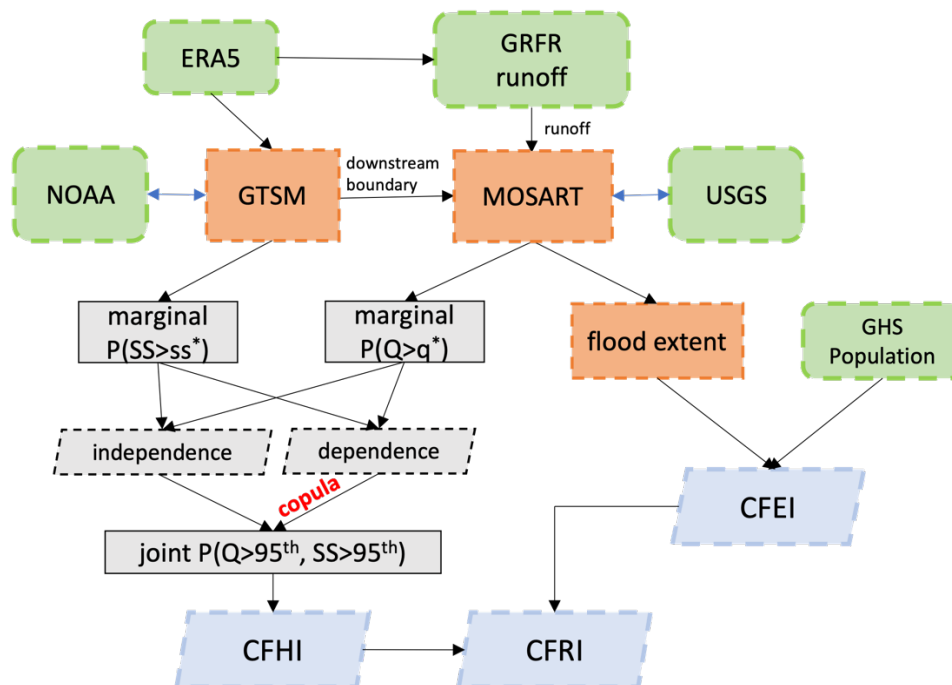 ERA5
GRFR
runoff
runoff
NOAA
GTSM
downstream
boundary
MOSART
USGS
marginal
P(SS>ss*)
marginal
P(Q>q*)
flood extent
GHS
Population
independence
dependence
copula
CFEI
joint P(Q>95th, SS>95th)
CFHI
CFRI